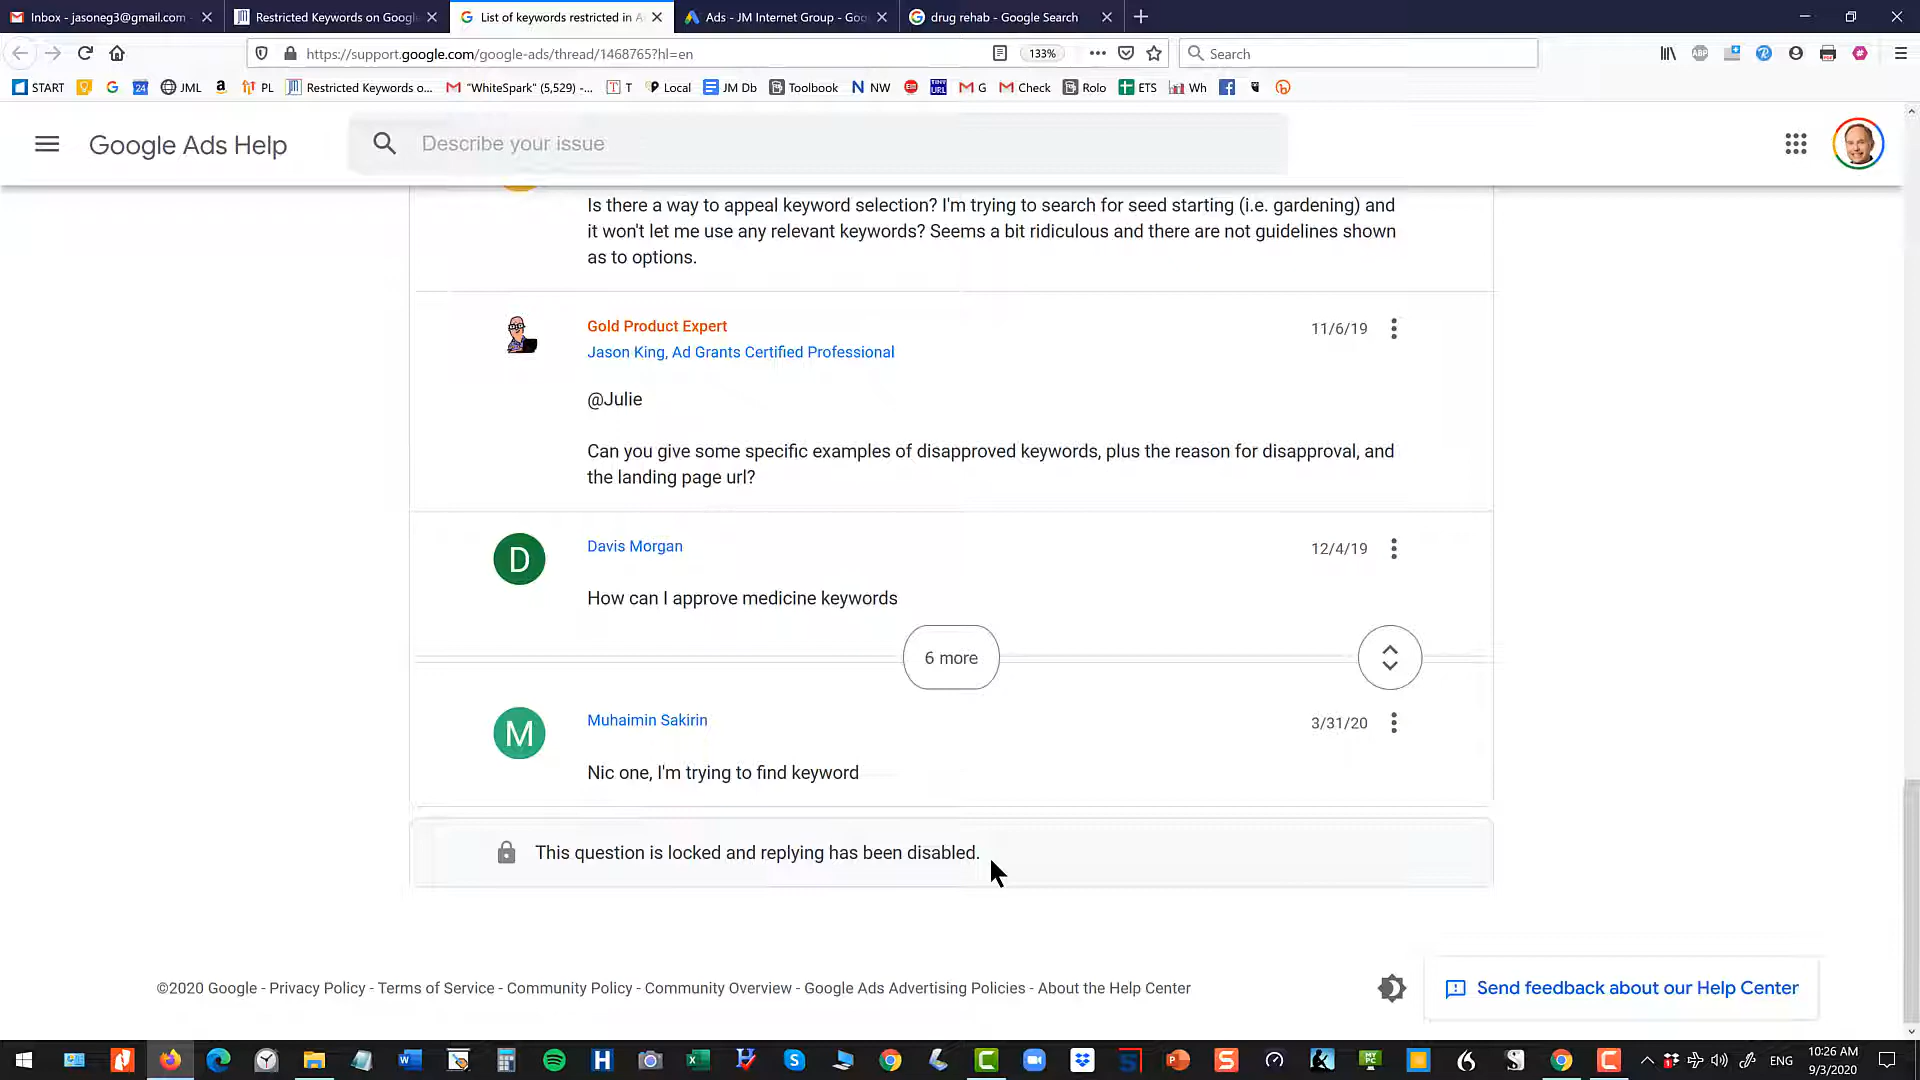 Inbox - jasoneg3@gmail.com
Restricted Keywords on Google
List of keywords restricted in A
Ads - JM Internet Group - Goo
drug rehab - Google Search
https://support.google.com/google-ads/thread/1468765?hl=en
133%
Search
START
24
JML
PL
Restricted Keywords o...
"WhiteSpark" (5,529) -...
T
Local
JM Db
Toolbook
NW
G
Check
Rolo
ETS
Wh
Google Ads Help
Describe your issue
Is there a way to appeal keyword selection? I'm trying to search for seed starting (i.e. gardening) and
it won't let me use any relevant keywords? Seems a bit ridiculous and there are not guidelines shown
as to options.
Gold Product Expert
11/6/19
Jason King, Ad Grants Certified Professional
@Julie
Can you give some specific examples of disapproved keywords, plus the reason for disapproval, and
the landing page url?
D
Davis Morgan
12/4/19
How can I approve medicine keywords
6 more
M
Muhaimin Sakirin
3/31/20
Nic one, I'm trying to find keyword
This question is locked and replying has been disabled.
©2020 Google - Privacy Policy - Terms of Service - Community Policy - Community Overview - Google Ads Advertising Policies - About the Help Center
Send feedback about our Help Center
ENG
10:26 AM
9/3/2020